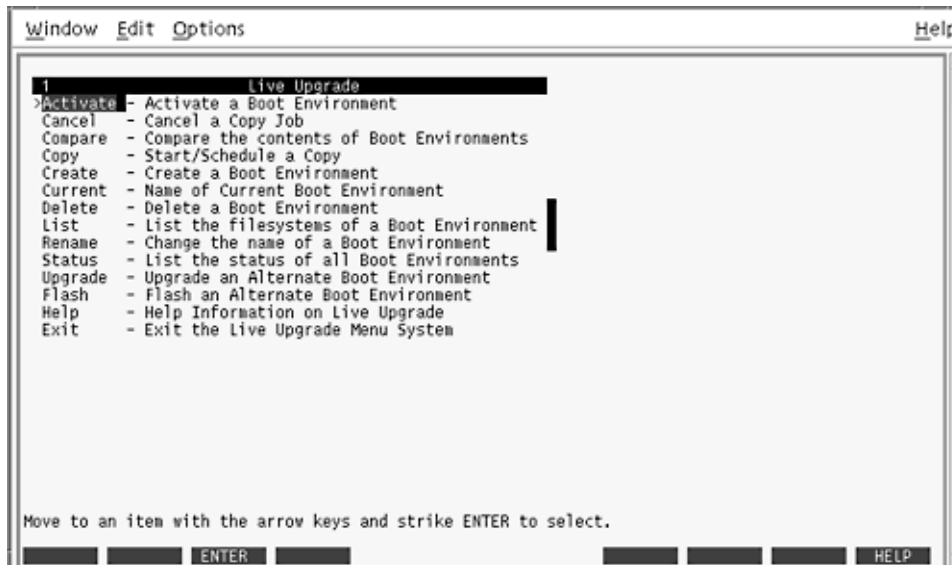 Window Edit Options Help
1 Live Upgrade
>Activate - Activate a Boot Environment
Cancel - Cancel a Copy Job
Compare - Compare the contents of Boot Environments
Copy - Start/Schedule a Copy
Create - Create a Boot Environment
Current - Name of Current Boot Environment
Delete - Delete a Boot Environment
List - List the filesystems of a Boot Environment
Rename - Change the name of a Boot Environment
Status - List the status of all Boot Environments
Upgrade - Upgrade an Alternate Boot Environment
Flash - Flash an Alternate Boot Environment
Help - Help Information on Live Upgrade
Exit - Exit the Live Upgrade Menu System
Move to an item with the arrow keys and strike ENTER to select.
ENTER HELP